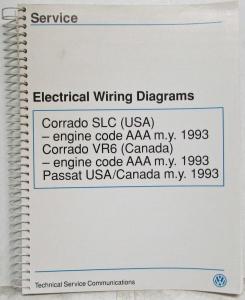 Service
Electrical Wiring Diagrams
Corrado SLC (USA)
– engine code AAA m.y. 1993
Corrado VR6 (Canada)
– engine code AAA m.y. 1993
Passat USA/Canada m.y. 1993
Technical Service Communications